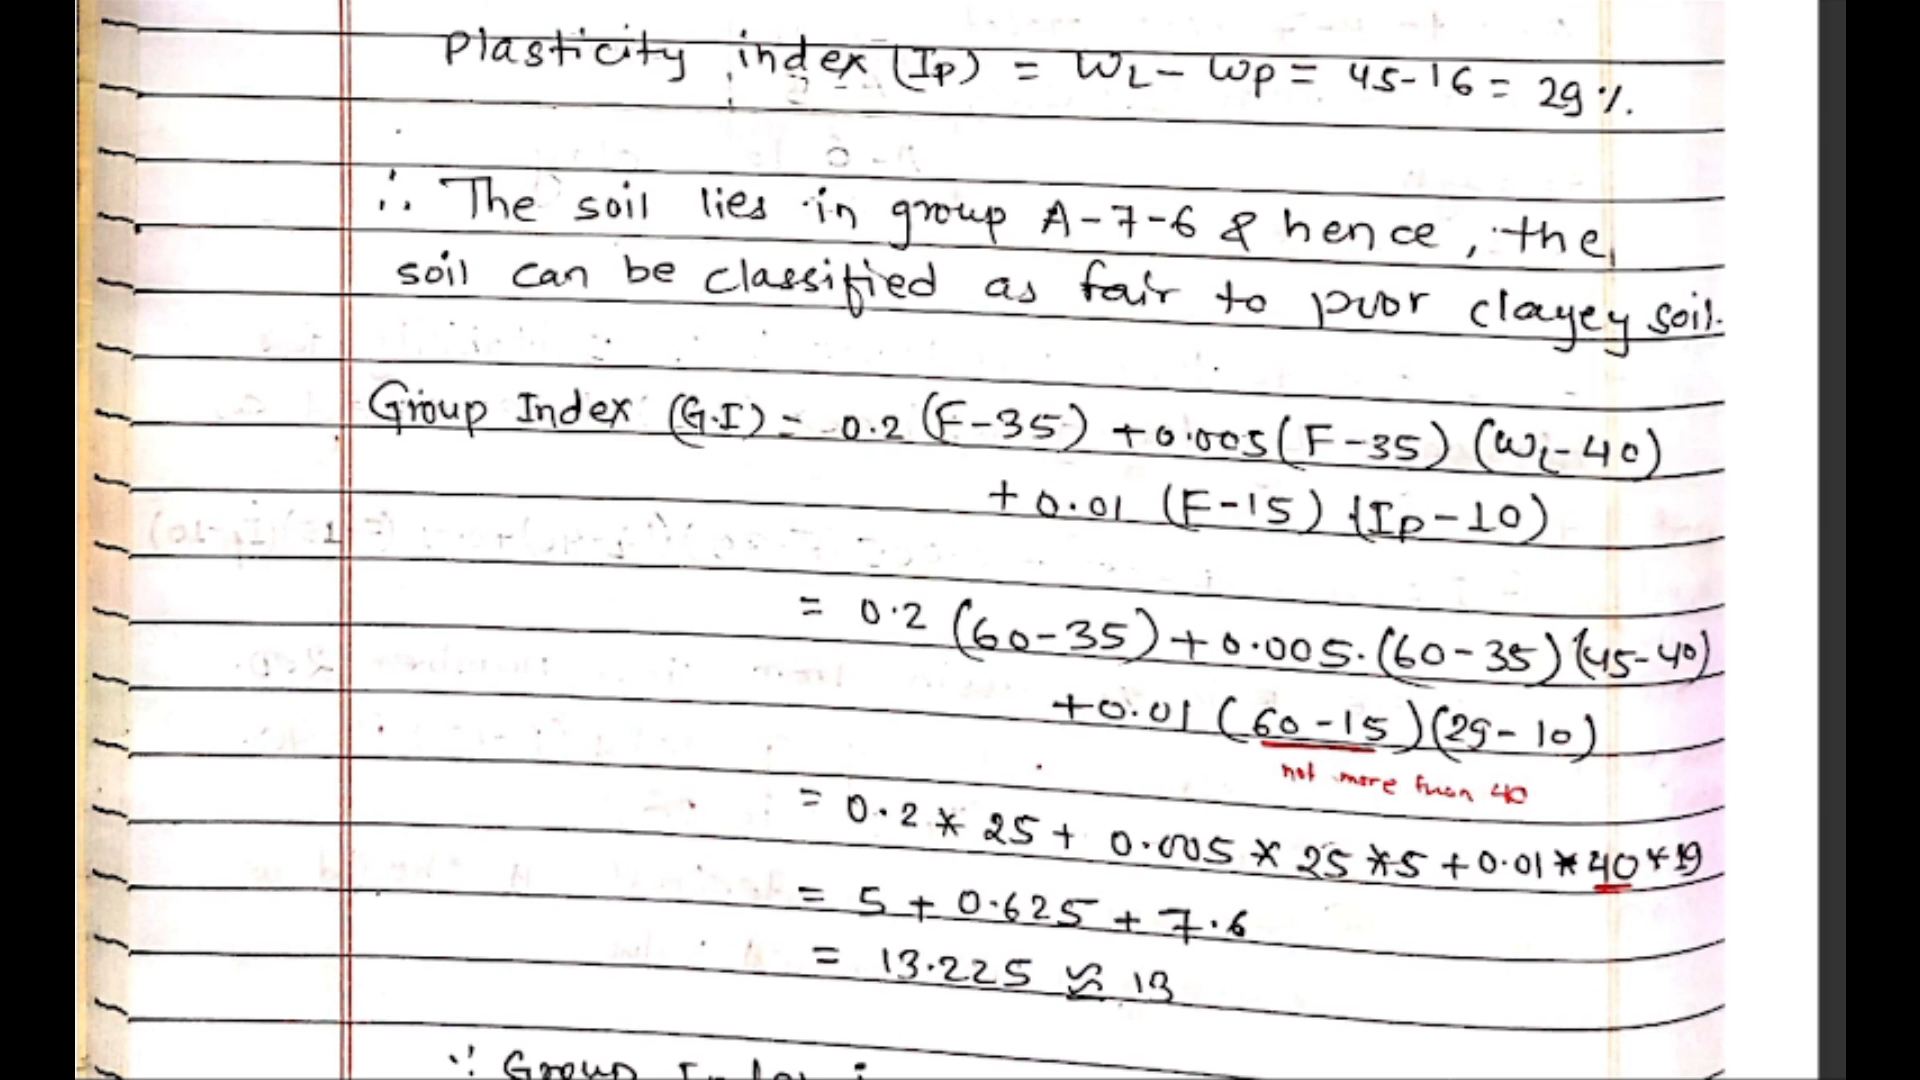 Plasticity index (Ip) = WL - Wp = 45-16 = 29%.
∴ The soil lies in group A-7-6 & hence, the
soil can be classified as fair to poor clayey soil.
Group Index (G.I) = 0.2 (F-35) + 0.005(F-35) (WL-40)
+0.01 (F-15) (Ip-10)
= 0.2 (60-35) + 0.005.(60-35)(45-40)
+0.01 (60-15)(29-10)
not more than 40
= 0.2 * 25 + 0.005 * 25 * 5 + 0.01 * 40 * 19
= 5 + 0.625 + 7.6
= 13.225 ≈ 13
∵ Group Index i